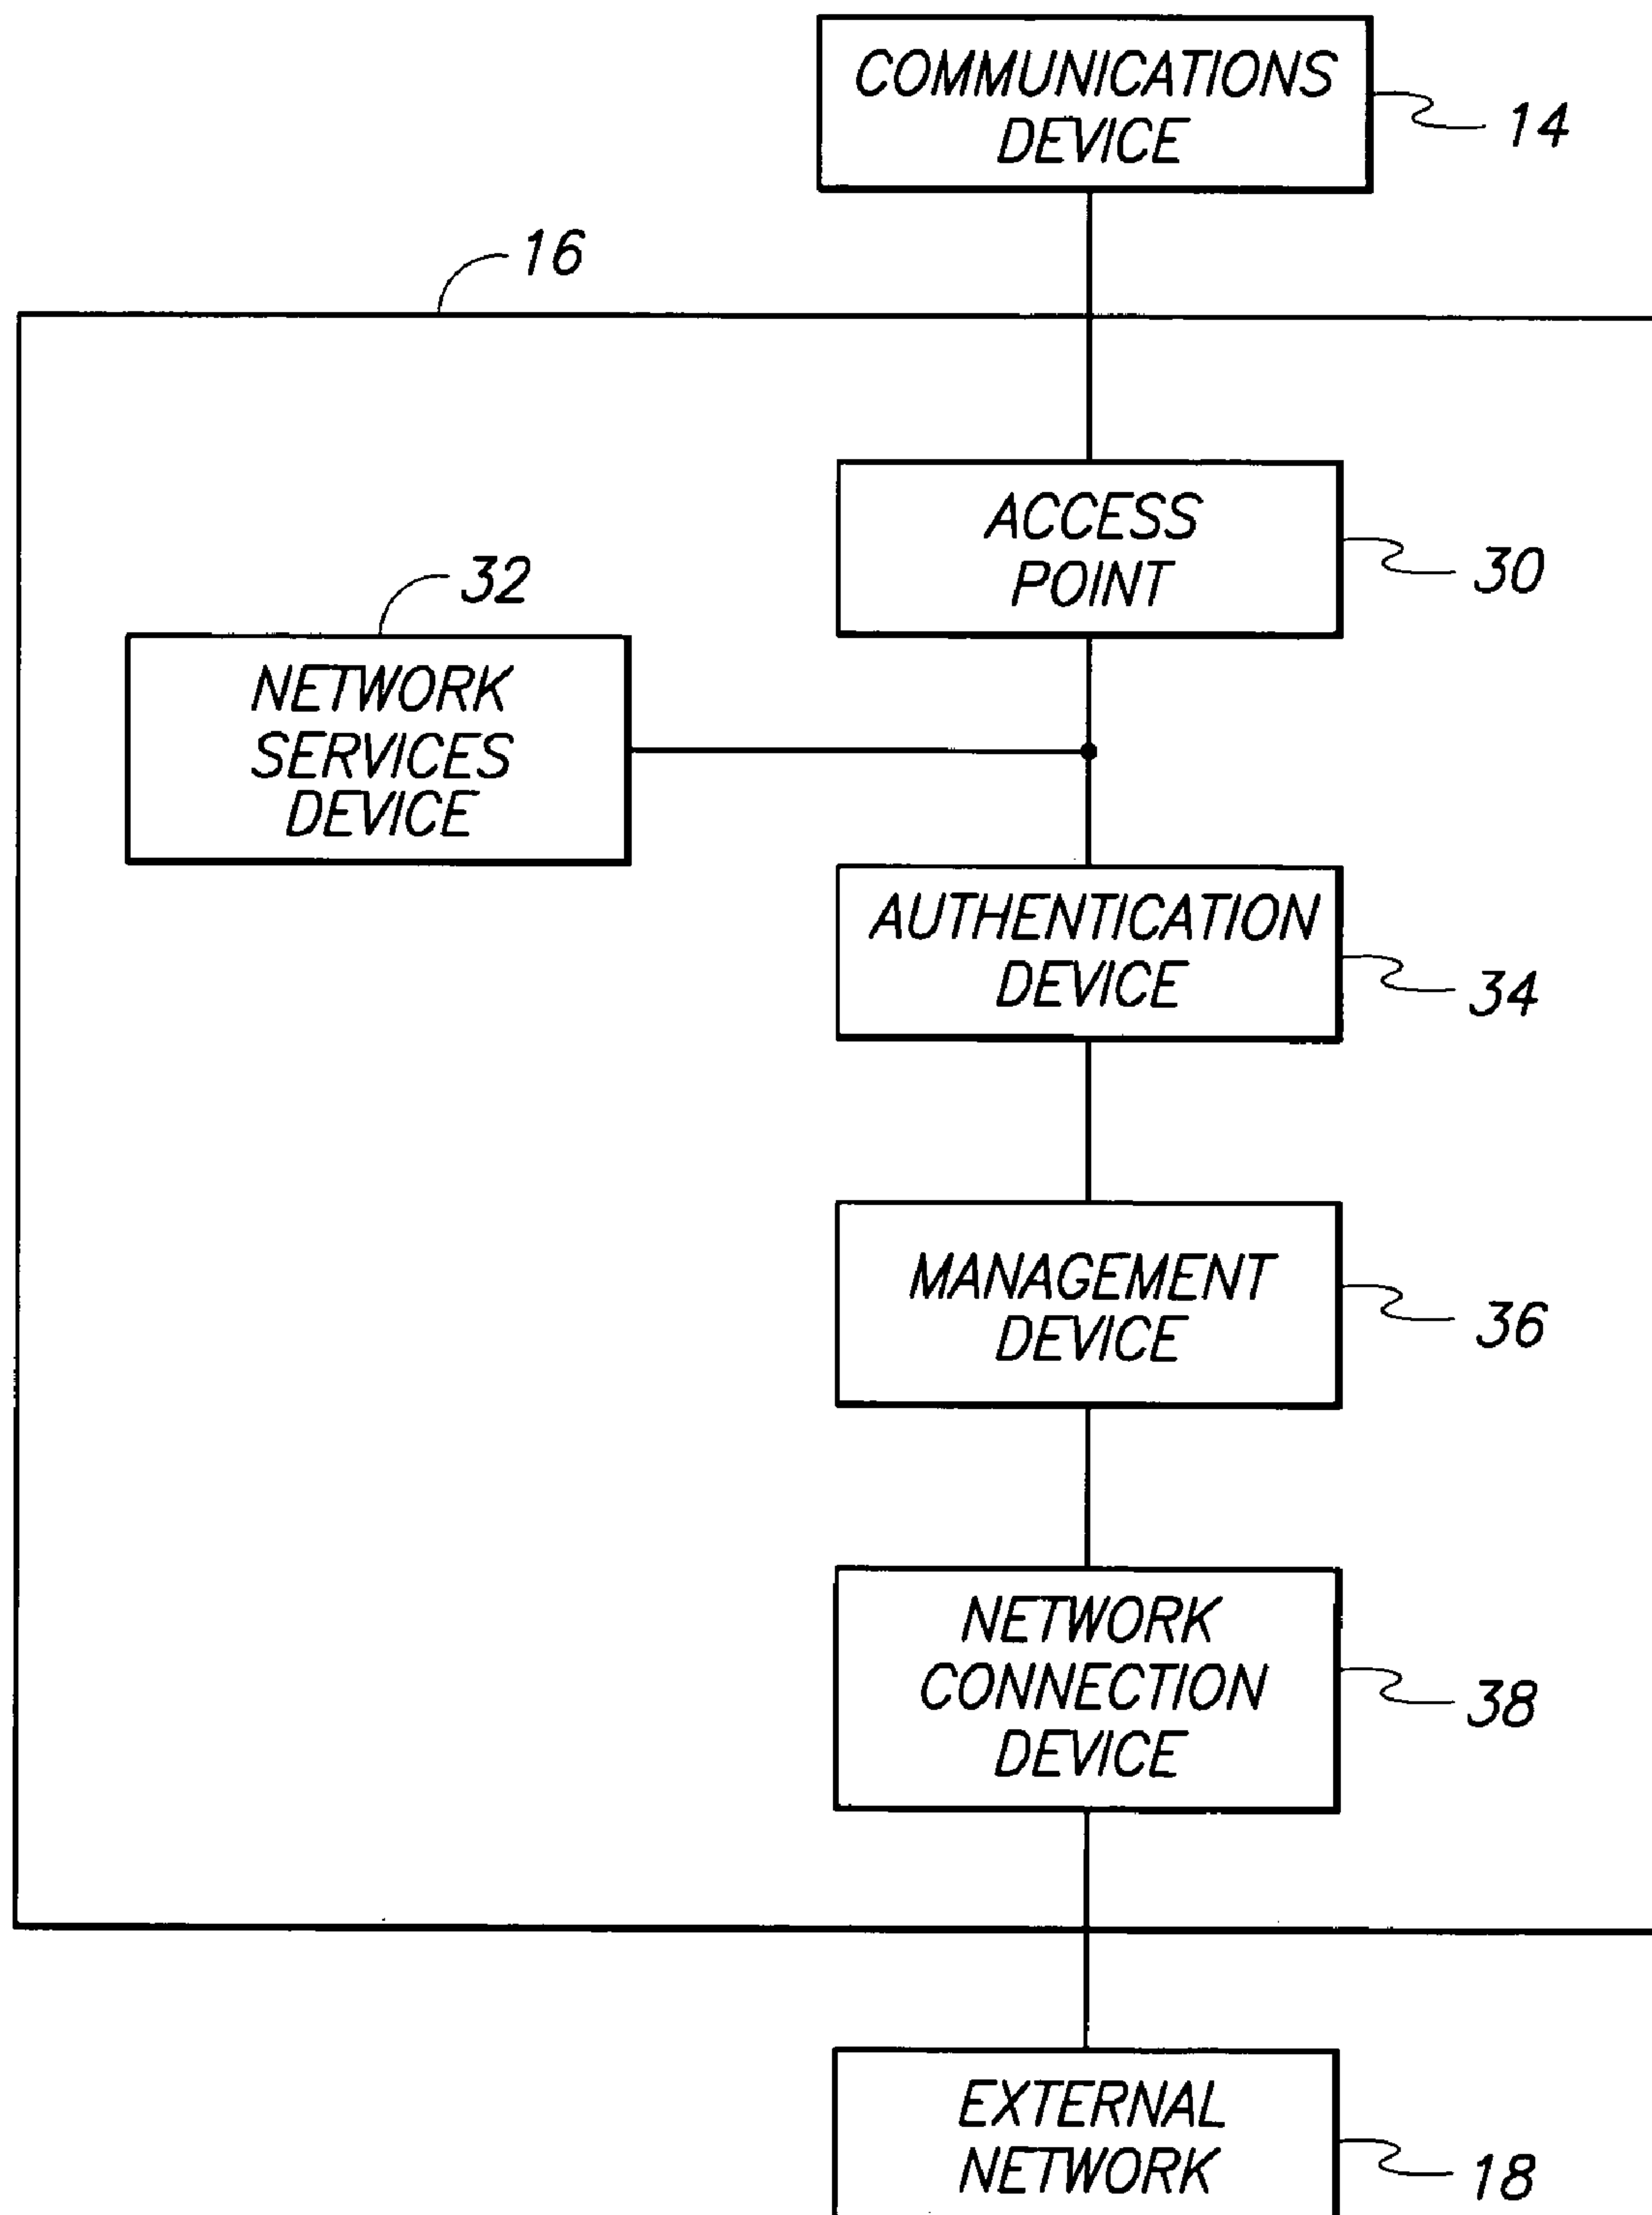 COMMUNICATIONS
DEVICE
14
16
ACCESS
POINT
30
32
NETWORK
SERVICES
DEVICE
AUTHENTICATION
DEVICE
34
MANAGEMENT
DEVICE
36
NETWORK
CONNECTION
DEVICE
38
EXTERNAL
NETWORK
18